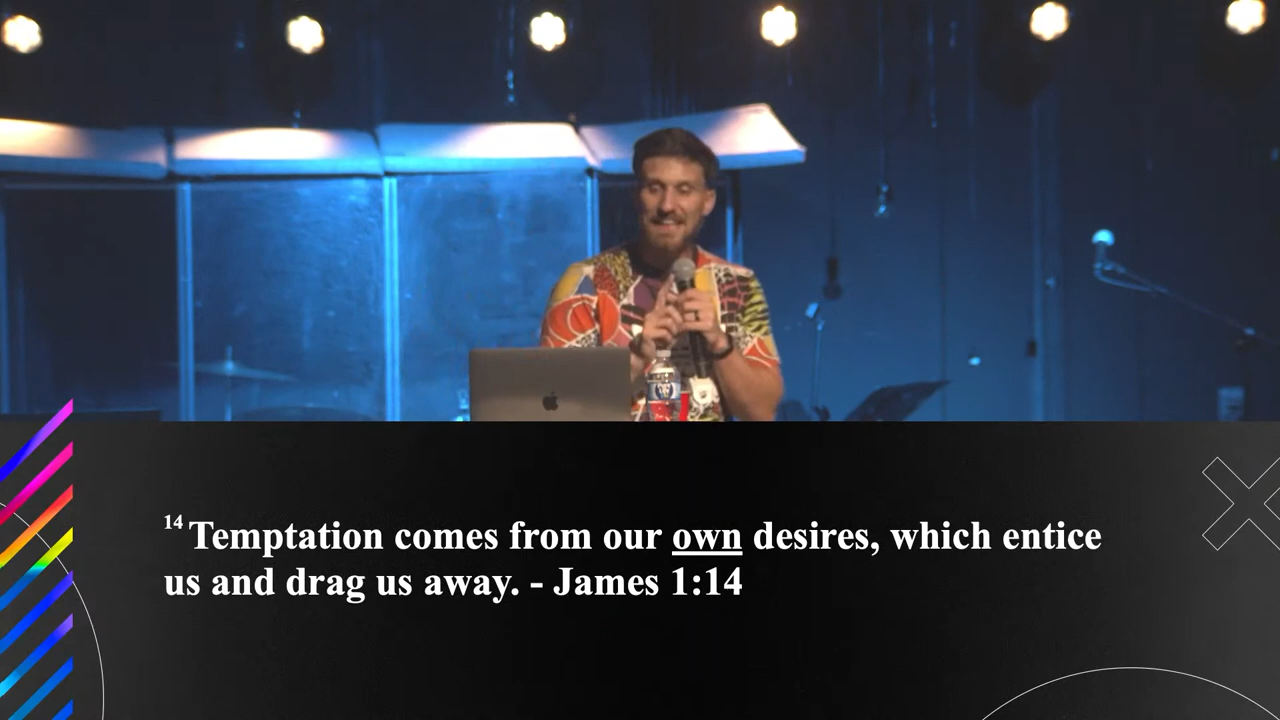 14 Temptation comes from our own desires, which entice
us and drag us away. - James 1:14